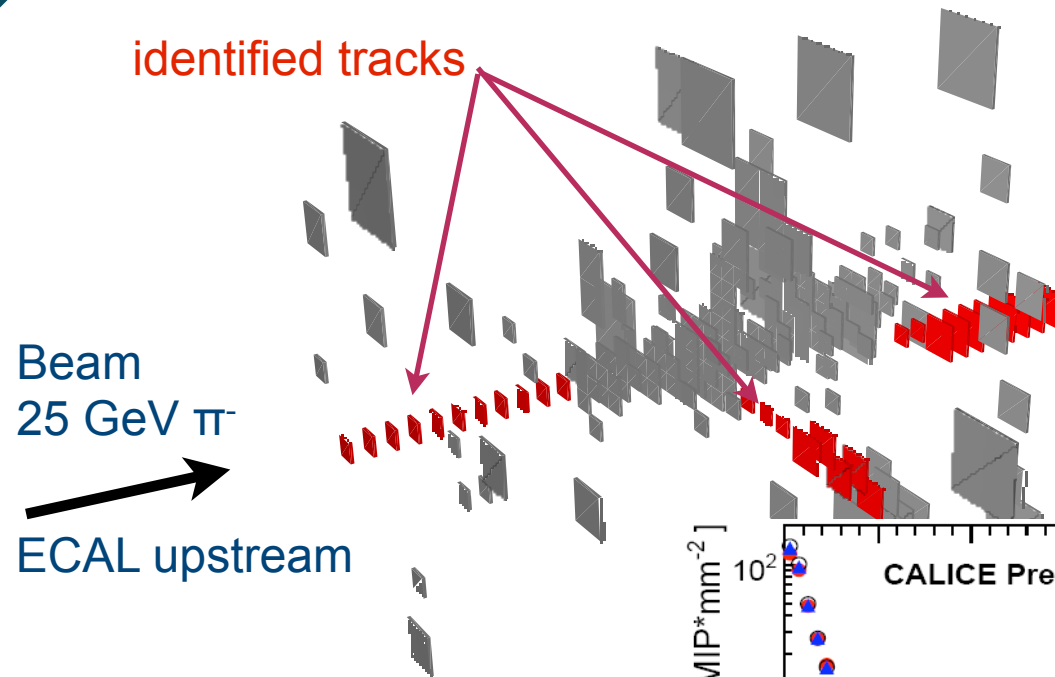 identified tracks
Beam
25 GeV π⁻
ECAL upstream
MIP*mm⁻² ]
10²
CALICE Pre